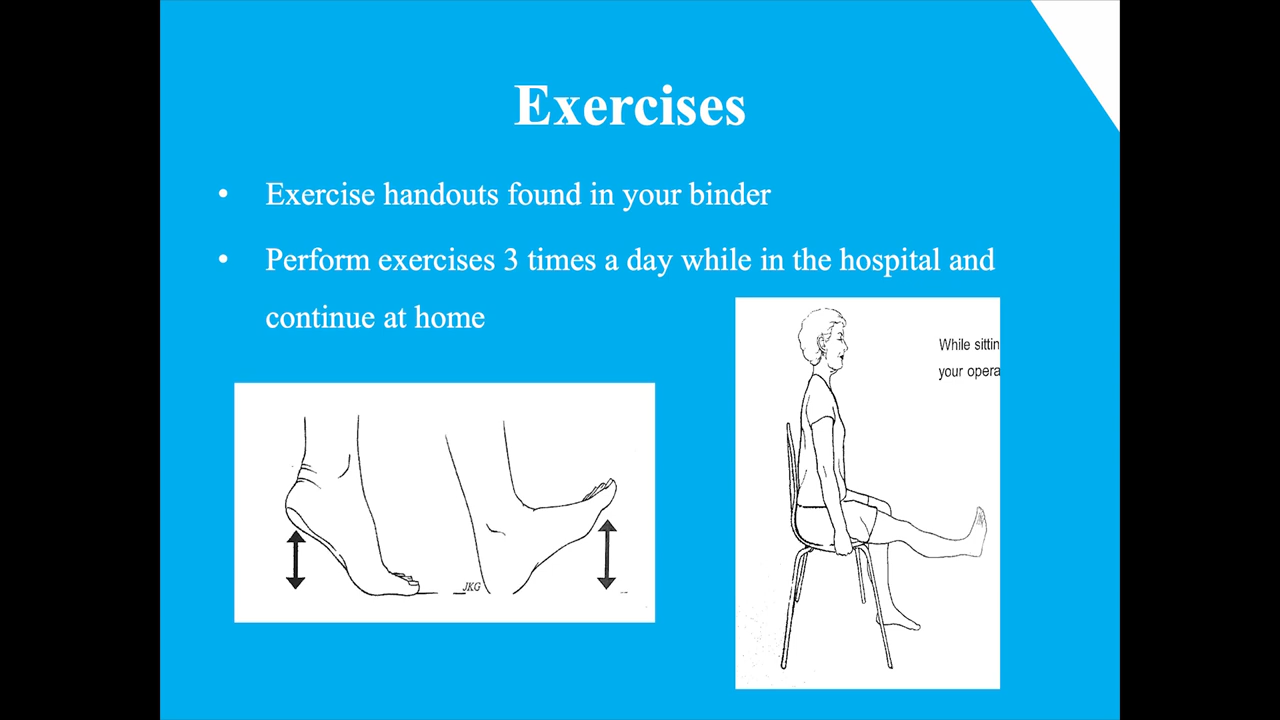 Exercises
• Exercise handouts found in your binder
• Perform exercises 3 times a day while in the hospital and
continue at home
While sittin
your opera
JKG